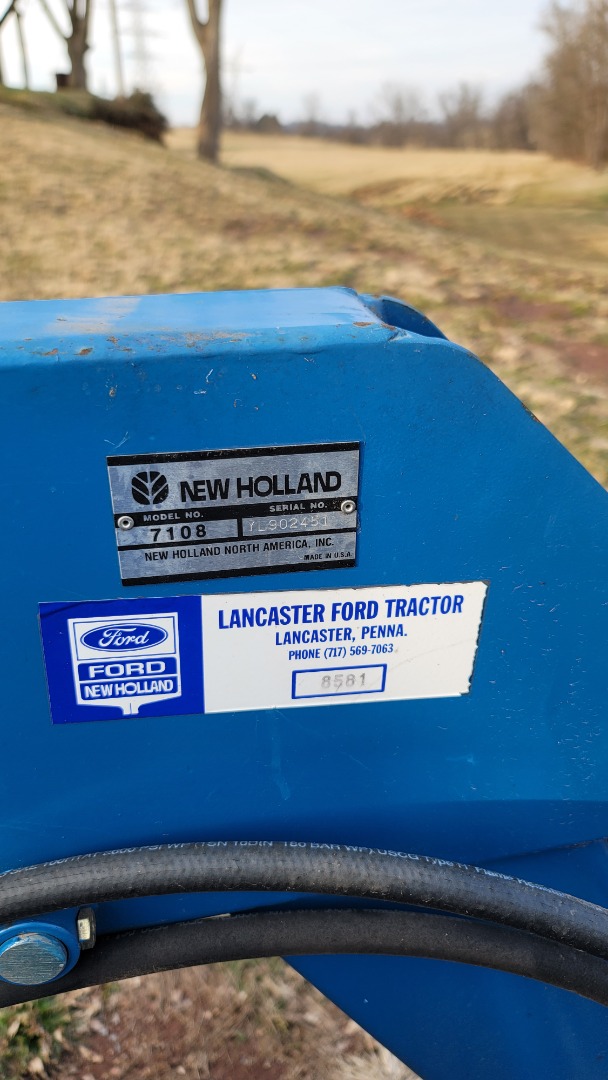 NEW HOLLAND
MODEL NO. SERIAL NO.
7108 YL902451
NEW HOLLAND NORTH AMERICA, INC. MADE IN U.S.A.
Ford
FORD
NEW HOLLAND
LANCASTER FORD TRACTOR
LANCASTER, PENNA.
PHONE (717) 569-7063
8581